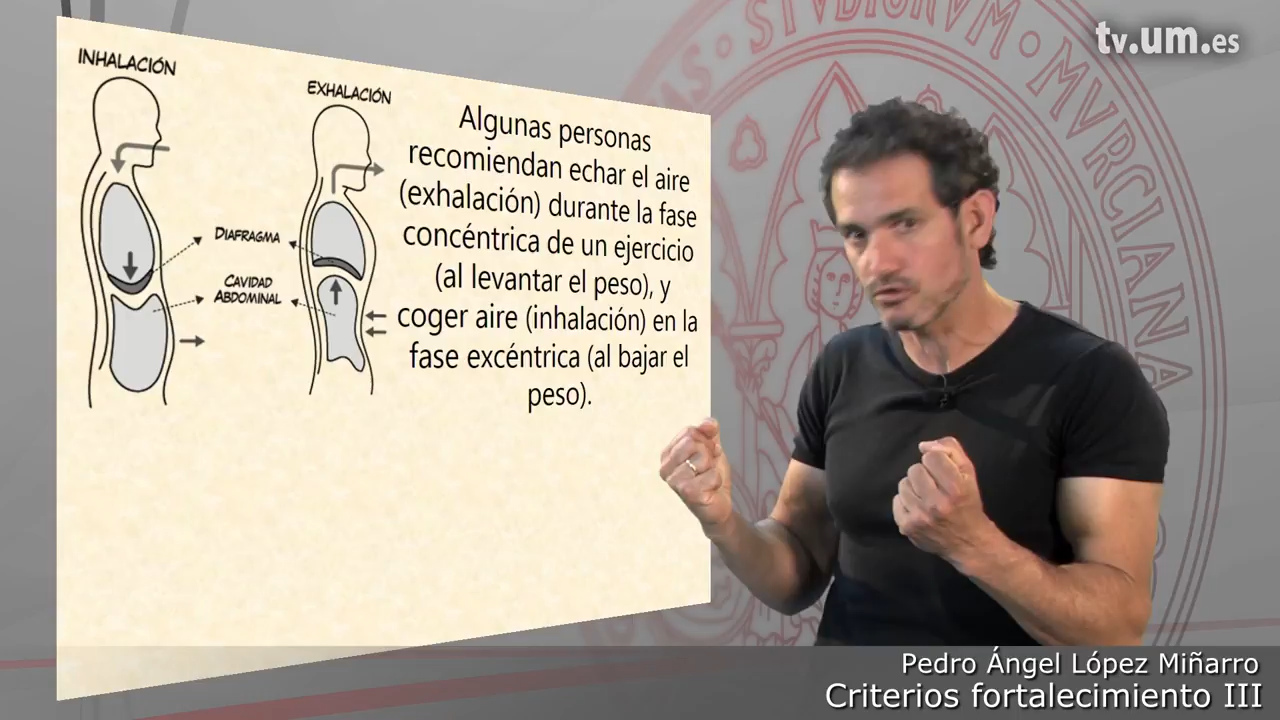 INHALACIÓN
EXHALACIÓN
DIAFRAGMA
CAVIDAD
ABDOMINAL
Algunas personas
recomiendan echar el aire
(exhalación) durante la fase
concéntrica de un ejercicio
(al levantar el peso), y
coger aire (inhalación) en la
fase excéntrica (al bajar el
peso).
tv.um.es
STVDIORVM
MVRCIANA
Pedro Ángel López Miñarro
Criterios fortalecimiento III